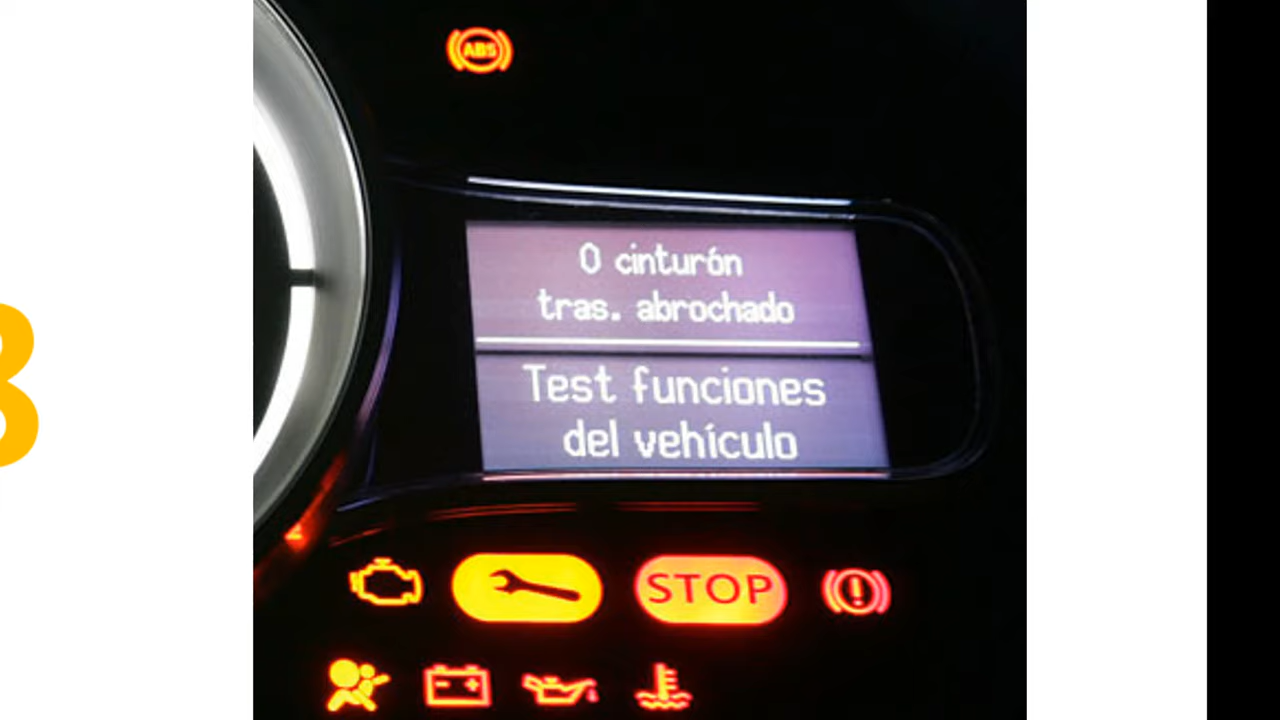 ABS
0 cinturón
tras. abrochado
Test funciones
del vehículo
STOP